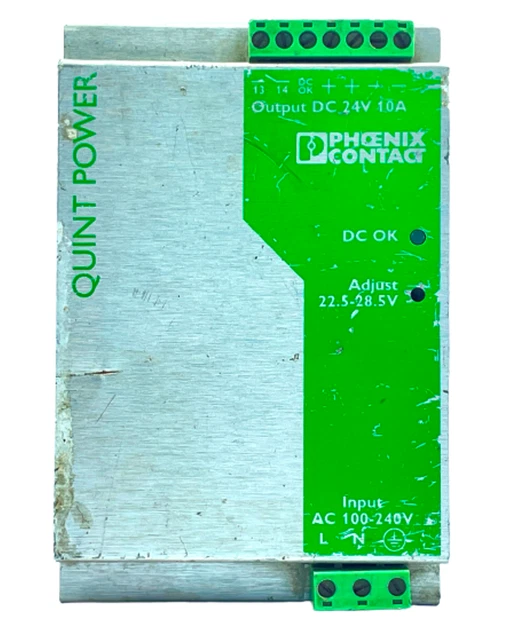 QUINT POWER
13 14 DC OK + + - -
Output DC 24V 10A
PHŒNIX
CONTACT
DC OK
Adjust
22.5-28.5V
Input
AC 100-240V
L N